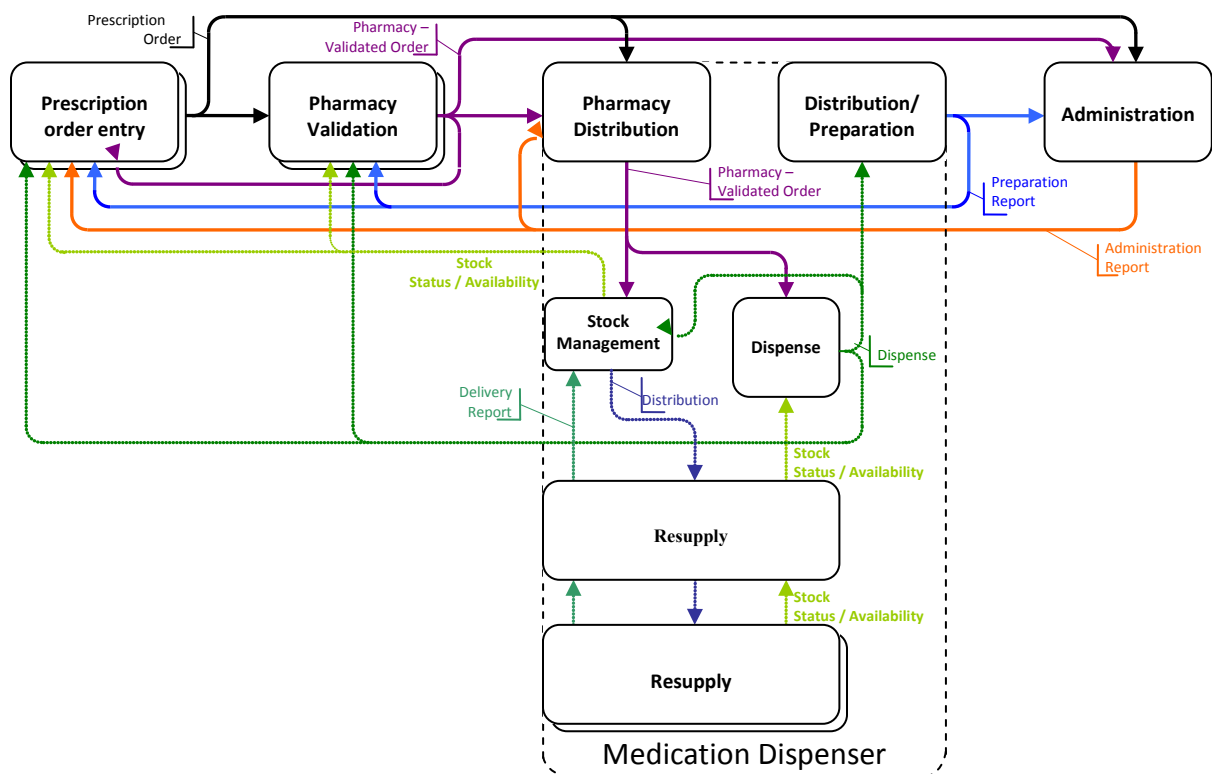 Prescription
Order
Pharmacy –
Validated Order
Prescription
order entry
Pharmacy
Validation
Pharmacy
Distribution
Distribution/
Preparation
Administration
Pharmacy –
Validated Order
Preparation
Report
Administration
Report
Stock
Status / Availability
Stock
Management
Dispense
Dispense
Delivery
Report
Distribution
Stock
Status / Availability
Resupply
Stock
Status / Availability
Resupply
Medication Dispenser